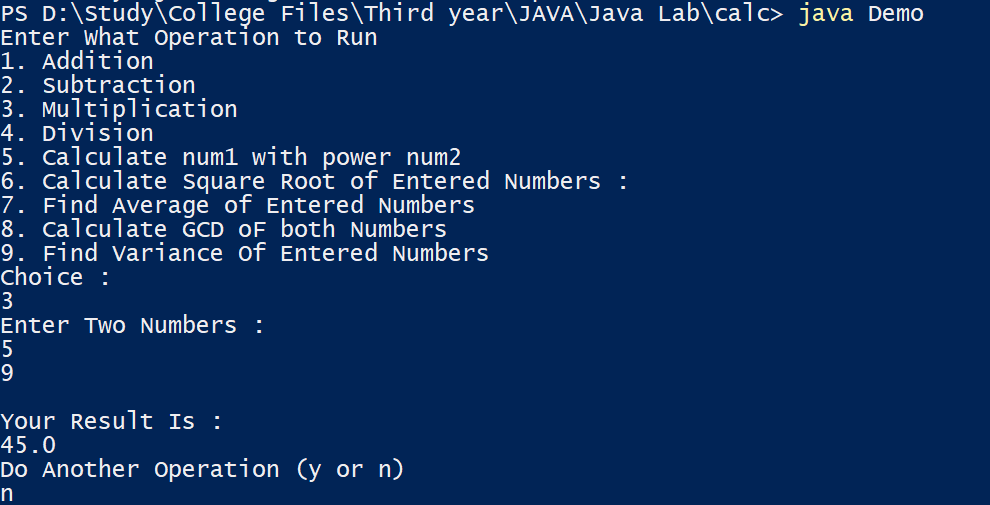 PS D:\Study\College Files\Third year\JAVA\Java Lab\calc> java Demo
Enter What Operation to Run
1. Addition
2. Subtraction
3. Multiplication
4. Division
5. Calculate num1 with power num2
6. Calculate Square Root of Entered Numbers :
7. Find Average of Entered Numbers
8. Calculate GCD oF both Numbers
9. Find Variance Of Entered Numbers
Choice :
3
Enter Two Numbers :
5
9
Your Result Is :
45.0
Do Another Operation (y or n)
n